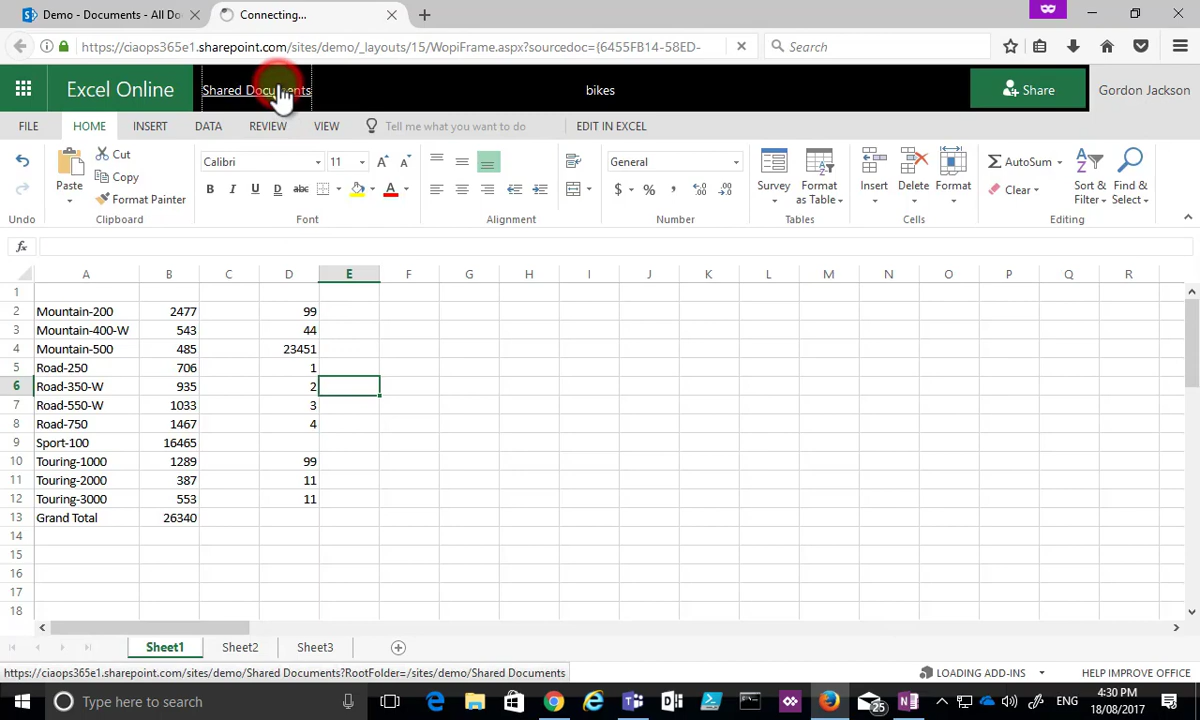 Demo - Documents - All Do
Connecting...
https://ciaops365e1.sharepoint.com/sites/demo/_layouts/15/WopiFrame.aspx?sourcedoc={6455FB14-58ED-
Search
Excel Online
Shared Documents
bikes
Share
Gordon Jackson
FILE HOME INSERT DATA REVIEW VIEW Tell me what you want to do EDIT IN EXCEL
Cut
Copy
Format Painter
Paste
Calibri 11
B I U D abc
A
General
$ % ,
Survey
Format as Table
Insert Delete Format
AutoSum
Clear
Sort & Filter
Find & Select
Undo Clipboard Font Alignment Number Tables Cells Editing
fx
A B C D E F G H I J K L M N O P Q R
1
2 Mountain-200 2477 99
3 Mountain-400-W 543 44
4 Mountain-500 485 23451
5 Road-250 706 1
6 Road-350-W 935 2
7 Road-550-W 1033 3
8 Road-750 1467 4
9 Sport-100 16465
10 Touring-1000 1289 99
11 Touring-2000 387 11
12 Touring-3000 553 11
13 Grand Total 26340
14
15
16
17
18
Sheet1 Sheet2 Sheet3
https://ciaops365e1.sharepoint.com/sites/demo/Shared Documents?RootFolder=/sites/demo/Shared Documents
LOADING ADD-INS
HELP IMPROVE OFFICE
Type here to search
25
ENG
4:30 PM
18/08/2017